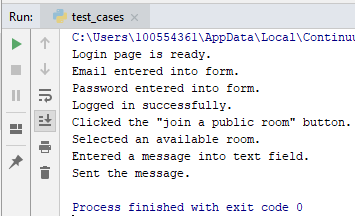 Run: test_cases
C:\Users\100554361\AppData\Local\Continu
Login page is ready.
Email entered into form.
Password entered into form.
Logged in successfully.
Clicked the "join a public room" button.
Selected an available room.
Entered a message into text field.
Sent the message.
Process finished with exit code 0